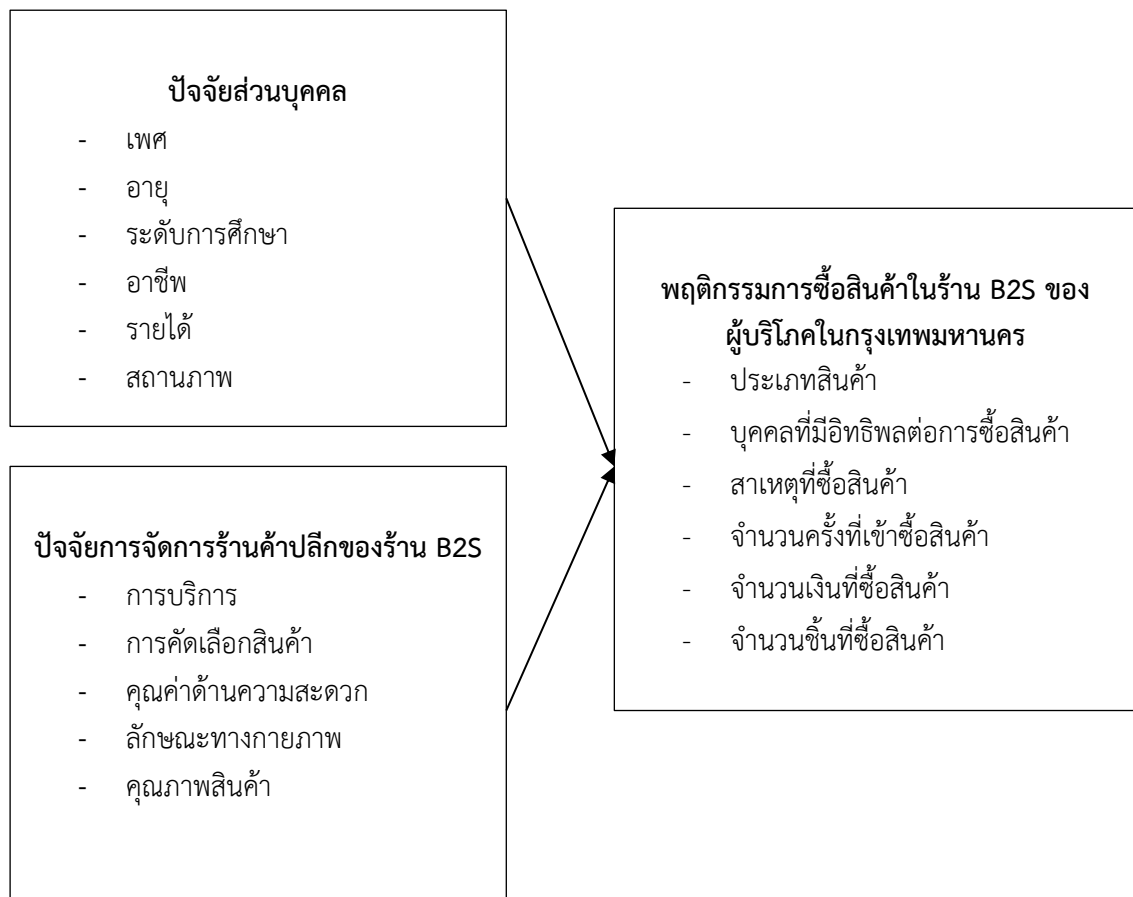 ปัจจัยส่วนบุคคล
- เพศ
- อายุ
- ระดับการศึกษา
- อาชีพ
- รายได้
- สถานภาพ
ปัจจัยการจัดการร้านค้าปลีกของร้าน B2S
- การบริการ
- การคัดเลือกสินค้า
- คุณค่าด้านความสะดวก
- ลักษณะทางกายภาพ
- คุณภาพสินค้า
พฤติกรรมการซื้อสินค้าในร้าน B2S ของ
ผู้บริโภคในกรุงเทพมหานคร
- ประเภทสินค้า
- บุคคลที่มีอิทธิพลต่อการซื้อสินค้า
- สาเหตุที่ซื้อสินค้า
- จำนวนครั้งที่เข้าซื้อสินค้า
- จำนวนเงินที่ซื้อสินค้า
- จำนวนชิ้นที่ซื้อสินค้า